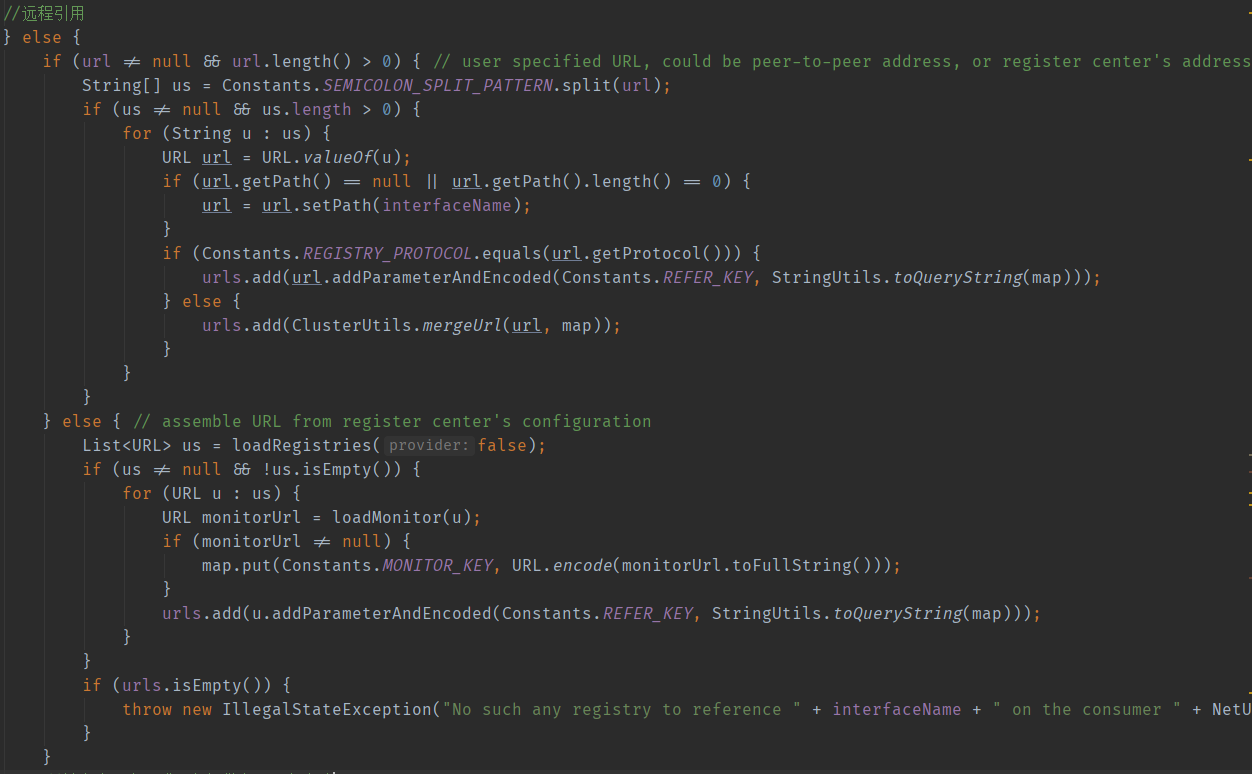 //远程引用
} else {
if (url != null && url.length() > 0) { // user specified URL, could be peer-to-peer address, or register center's address
String[] us = Constants.SEMICOLON_SPLIT_PATTERN.split(url);
if (us != null && us.length > 0) {
for (String u : us) {
URL url = URL.valueOf(u);
if (url.getPath() == null || url.getPath().length() == 0) {
url = url.setPath(interfaceName);
}
if (Constants.REGISTRY_PROTOCOL.equals(url.getProtocol())) {
urls.add(url.addParameterAndEncoded(Constants.REFER_KEY, StringUtils.toQueryString(map)));
} else {
urls.add(ClusterUtils.mergeUrl(url, map));
}
}
}
} else { // assemble URL from register center's configuration
List<URL> us = loadRegistries( provider: false);
if (us != null && !us.isEmpty()) {
for (URL u : us) {
URL monitorUrl = loadMonitor(u);
if (monitorUrl != null) {
map.put(Constants.MONITOR_KEY, URL.encode(monitorUrl.toFullString()));
}
urls.add(u.addParameterAndEncoded(Constants.REFER_KEY, StringUtils.toQueryString(map)));
}
}
if (urls.isEmpty()) {
throw new IllegalStateException("No such any registry to reference " + interfaceName + " on the consumer " + NetU
}
}